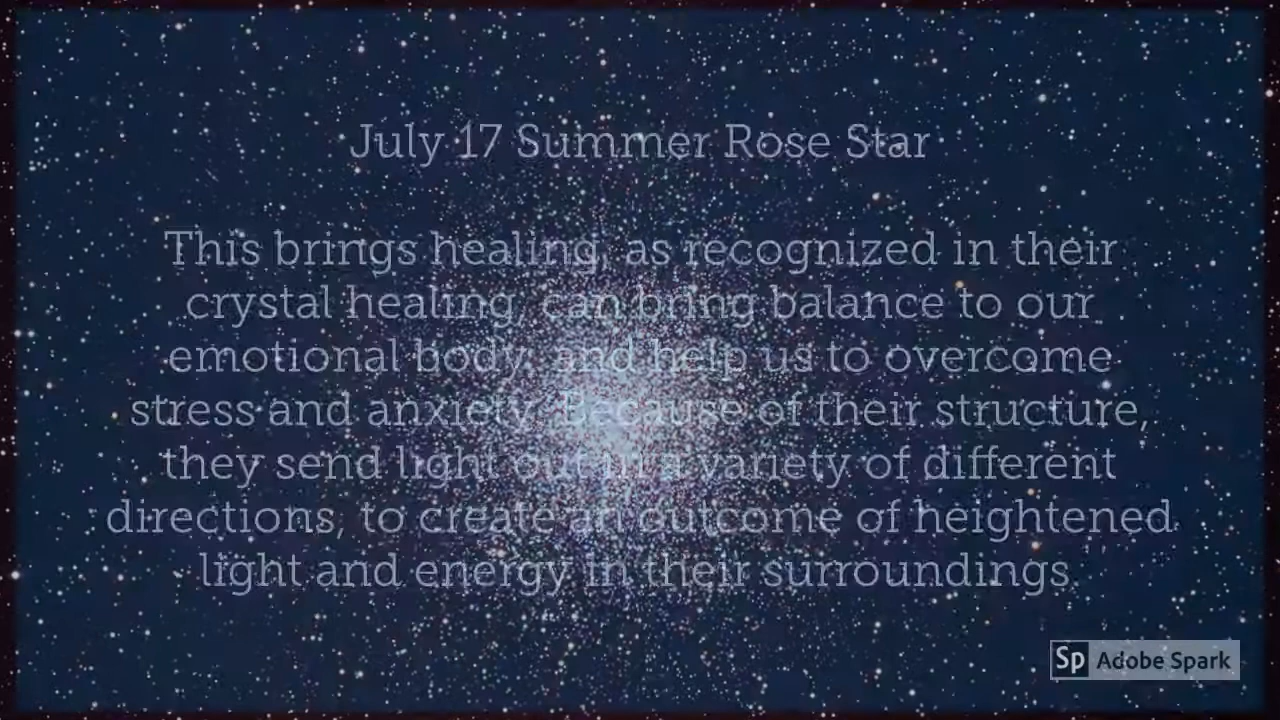 July 17 Summer Rose Star
This brings healing, as recognized in their
crystal healing, can bring balance to our
emotional body, and help us to overcome
stress and anxiety. Because of their structure,
they send light out in a variety of different
directions, to create an outcome of heightened
light and energy in their surroundings.
Sp Adobe Spark